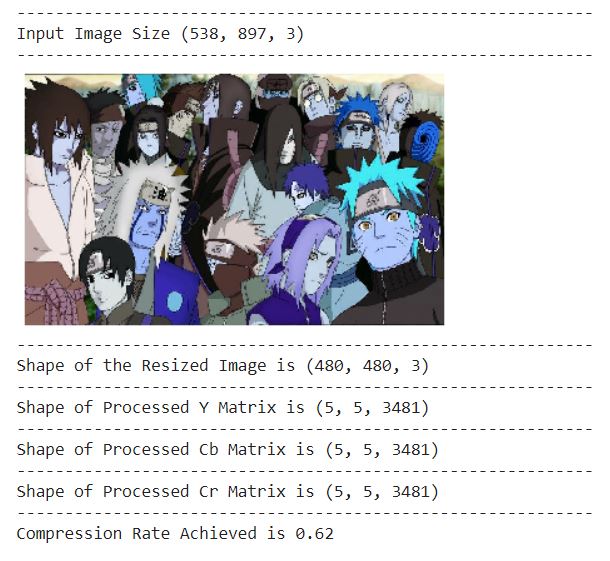 --------------------------------------------------------
Input Image Size (538, 897, 3)
--------------------------------------------------------
--------------------------------------------------------
Shape of the Resized Image is (480, 480, 3)
--------------------------------------------------------
Shape of Processed Y Matrix is (5, 5, 3481)
--------------------------------------------------------
Shape of Processed Cb Matrix is (5, 5, 3481)
--------------------------------------------------------
Shape of Processed Cr Matrix is (5, 5, 3481)
--------------------------------------------------------
Compression Rate Achieved is 0.62